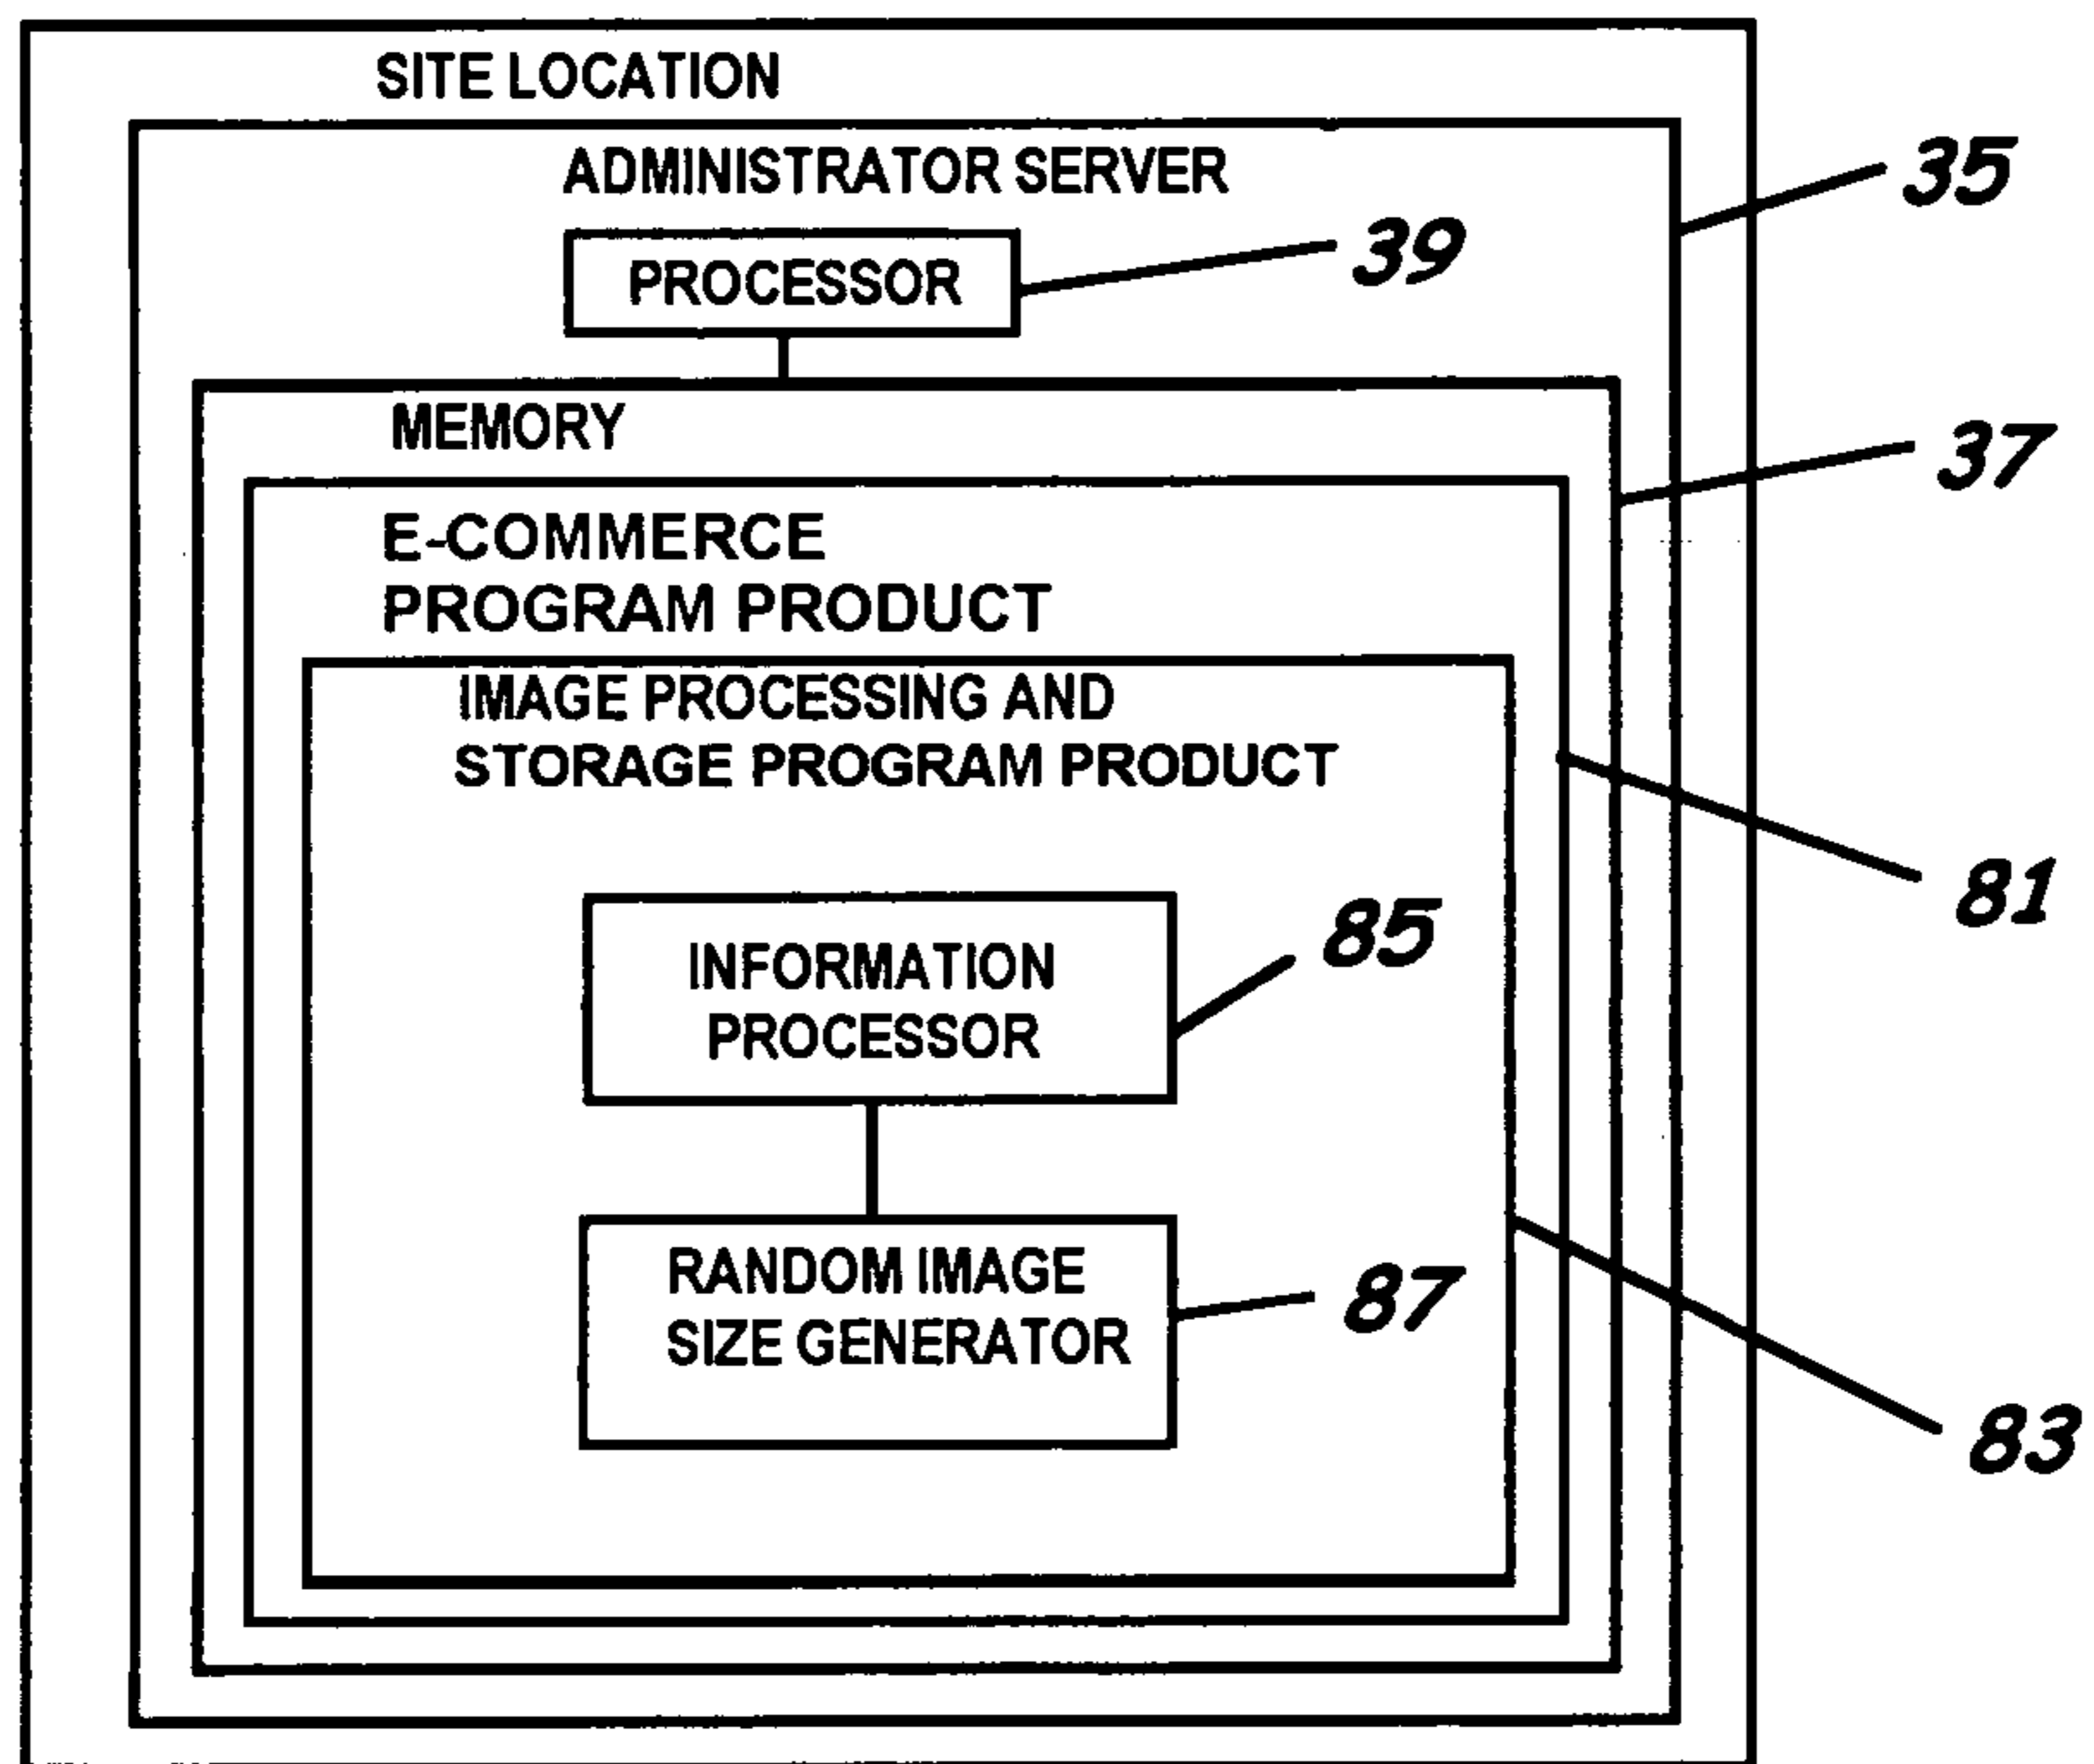 SITE LOCATION
ADMINISTRATOR SERVER
35
PROCESSOR
39
MEMORY
37
E-COMMERCE
PROGRAM PRODUCT
IMAGE PROCESSING AND
STORAGE PROGRAM PRODUCT
81
INFORMATION
PROCESSOR
85
RANDOM IMAGE
SIZE GENERATOR
87
83